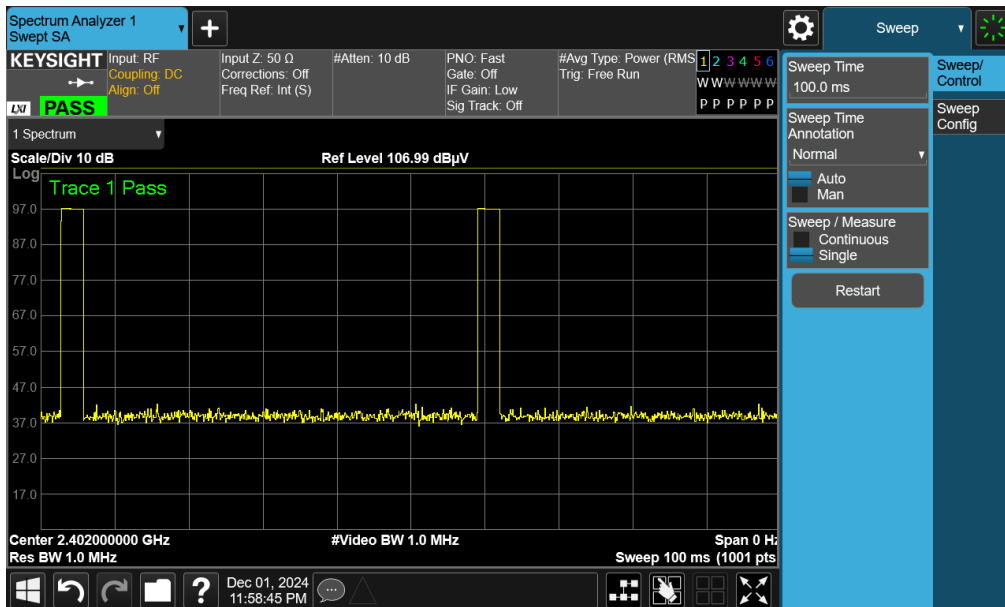 Spectrum Analyzer 1
Swept SA
Sweep
KEYSIGHT
LXI PASS
Input: RF
Coupling: DC
Align: Off
Input Z: 50 Ω
Corrections: Off
Freq Ref: Int (S)
#Atten: 10 dB
PNO: Fast
Gate: Off
IF Gain: Low
Sig Track: Off
#Avg Type: Power (RMS
Trig: Free Run
1 2 3 4 5 6
W W W W W W
P P P P P P
1 Spectrum
Scale/Div 10 dB
Ref Level 106.99 dBµV
Log
Trace 1 Pass
97.0
87.0
77.0
67.0
57.0
47.0
37.0
27.0
17.0
Center 2.402000000 GHz
#Video BW 1.0 MHz
Span 0 Hz
Res BW 1.0 MHz
Sweep 100 ms (1001 pts
Sweep Time
100.0 ms
Sweep Time
Annotation
Normal
Auto
Man
Sweep / Measure
Continuous
Single
Restart
Sweep/
Control
Sweep
Config
?
Dec 01, 2024
11:58:45 PM